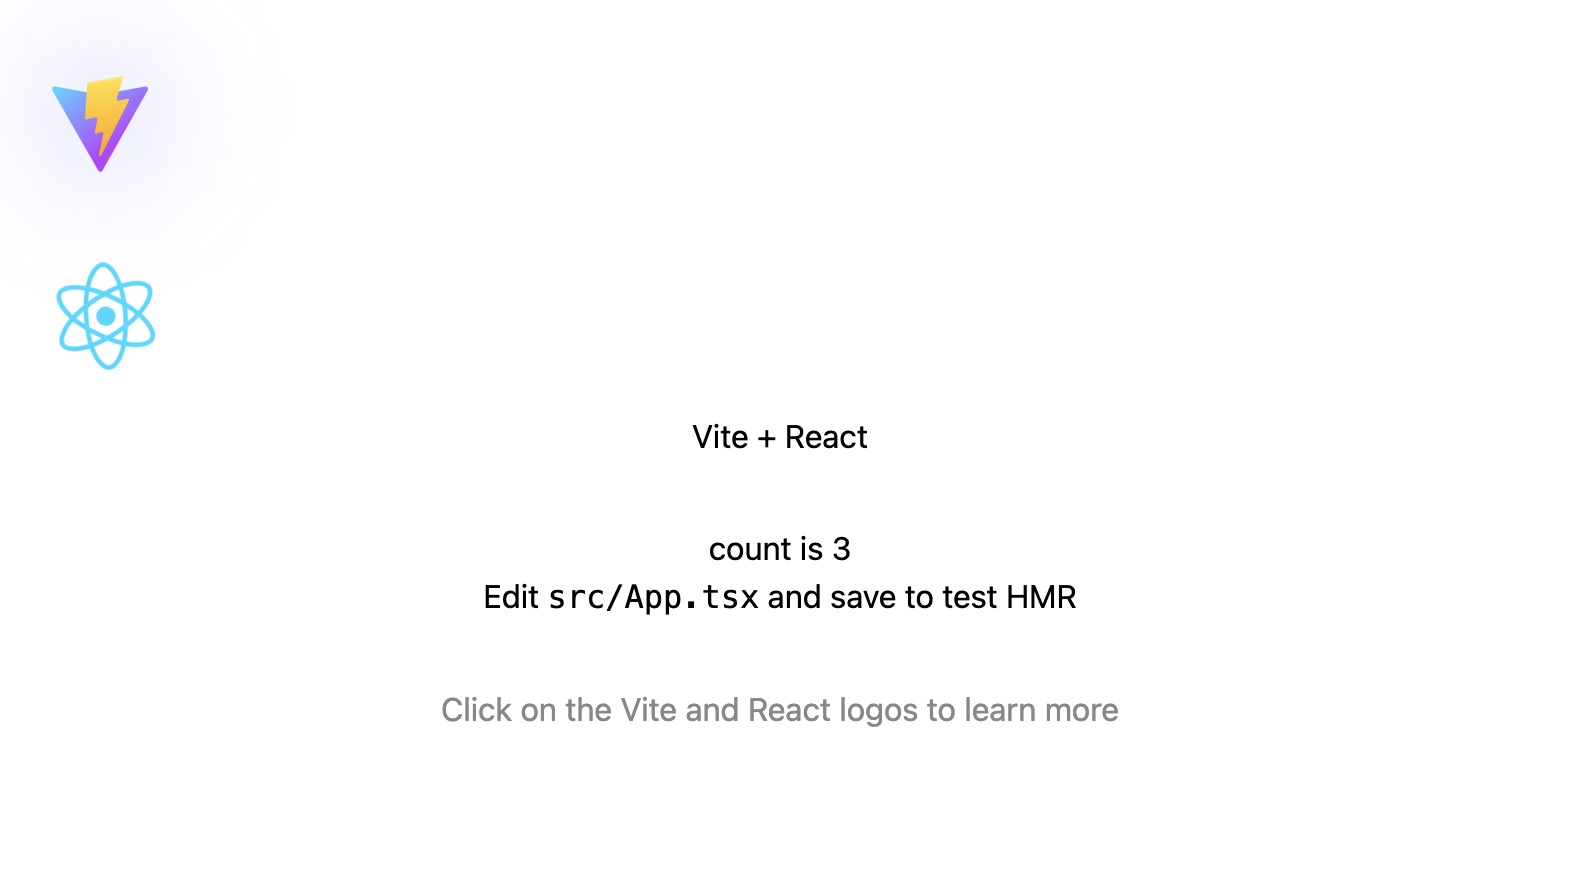 Vite + React
count is 3
Edit src/App.tsx and save to test HMR
Click on the Vite and React logos to learn more